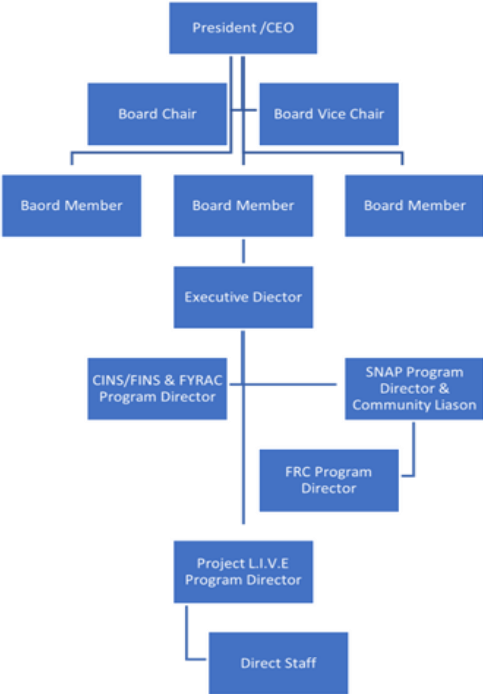 President /CEO
Board Chair
Board Vice Chair
Baord Member
Board Member
Board Member
Executive Diector
CINS/FINS & FYRAC
Program Director
SNAP Program
Director &
Community Liason
FRC Program
Director
Project L.I.V.E
Program Director
Direct Staff